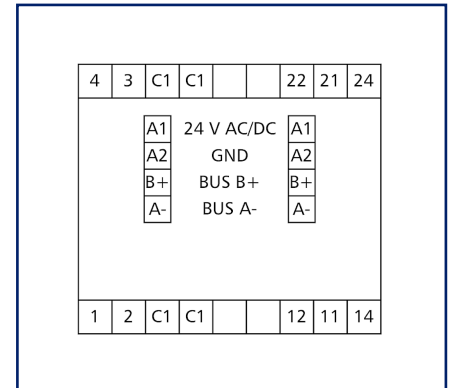 4 3 C1 C1 22 21 24
A1 24 V AC/DC A1
A2 GND A2
B+ BUS B+ B+
A- BUS A- A-
1 2 C1 C1 12 11 14